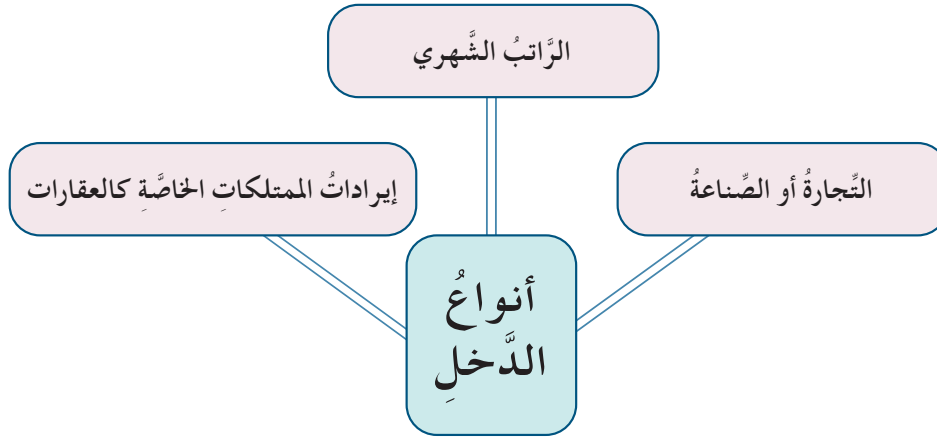 الرَّاتبُ الشَّهري
التِّجارةُ أو الصِّناعةُ
إيراداتُ الممتلكاتِ الخاصَّةِ كالعقارات
أنواعُ
الدَّخلِ